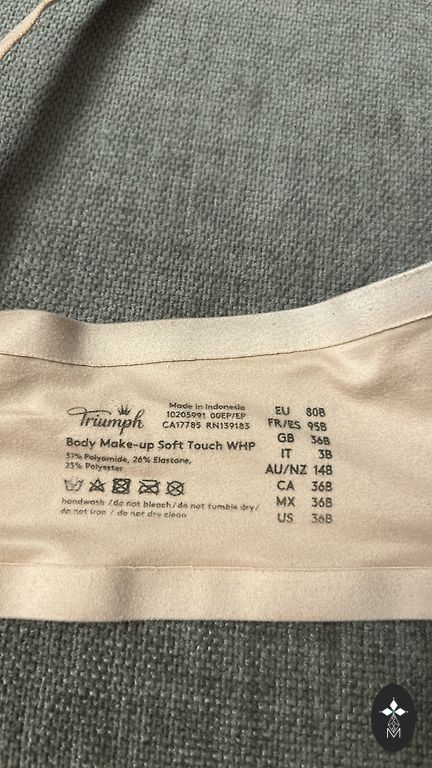 Triumph
Made in Indonesia
10205991 00EP/EP
CA17785 RN139183
Body Make-up Soft Touch WHP
51% Polyamide, 26% Elastane,
23% Polyester
handwash / do not bleach / do not tumble dry /
do not iron / do not dry clean
EU 80B
FR/ES 95B
GB 36B
IT 3B
AU/NZ 14B
CA 36B
MX 36B
US 36B
M